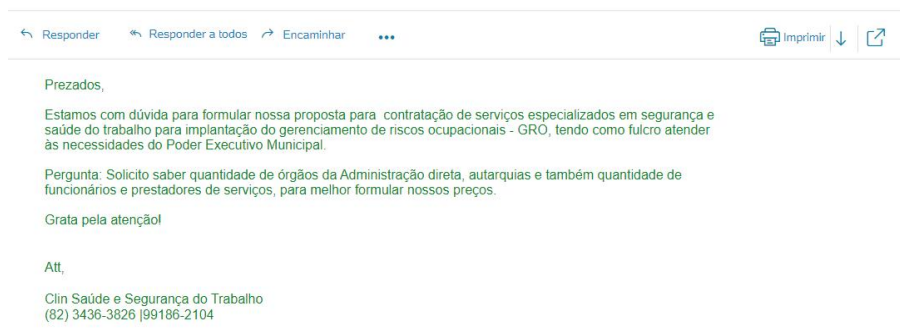 Responder Responder a todos Encaminhar ... Imprimir
Prezados,
Estamos com dúvida para formular nossa proposta para contratação de serviços especializados em segurança e
saúde do trabalho para implantação do gerenciamento de riscos ocupacionais - GRO, tendo como fulcro atender
às necessidades do Poder Executivo Municipal.
Pergunta: Solicito saber quantidade de órgãos da Administração direta, autarquias e também quantidade de
funcionários e prestadores de serviços, para melhor formular nossos preços.
Grata pela atenção!
Att,
Clin Saúde e Segurança do Trabalho
(82) 3436-3826 |99186-2104